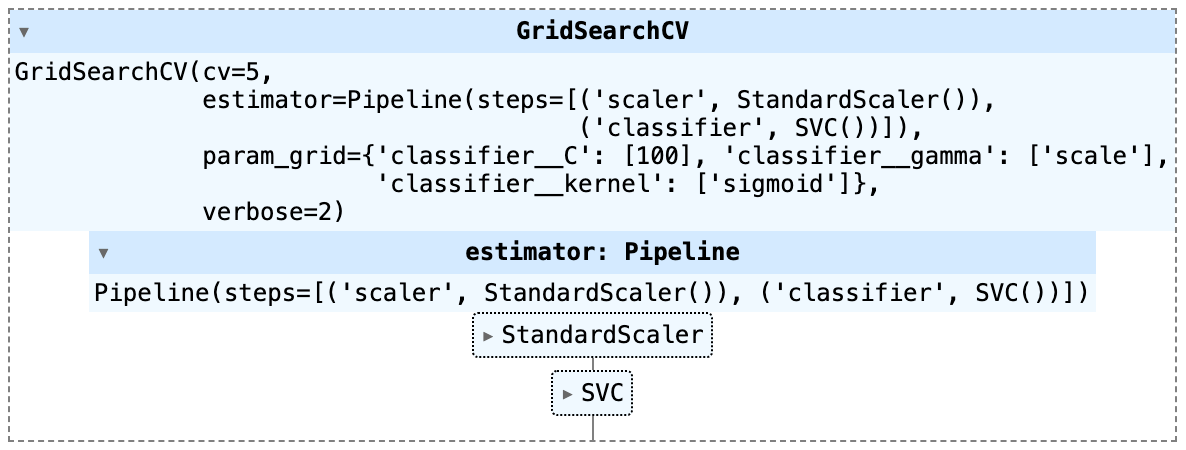 GridSearchCV
GridSearchCV(cv=5,
estimator=Pipeline(steps=[('scaler', StandardScaler()),
('classifier', SVC())]),
param_grid={'classifier__C': [100], 'classifier__gamma': ['scale'],
'classifier__kernel': ['sigmoid']},
verbose=2)
estimator: Pipeline
Pipeline(steps=[('scaler', StandardScaler()), ('classifier', SVC())])
StandardScaler
SVC